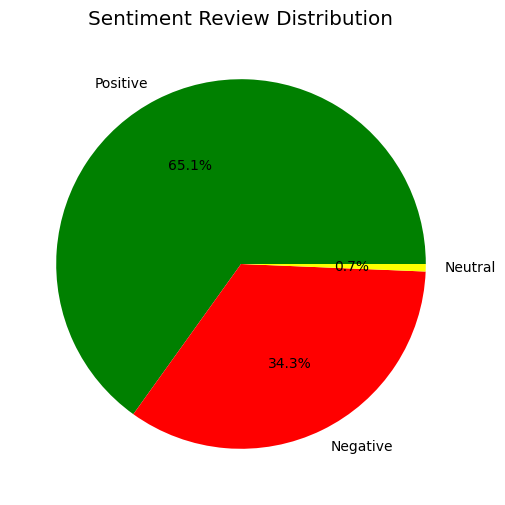 Sentiment Review Distribution
Positive
65.1%
0.7%
Neutral
34.3%
Negative